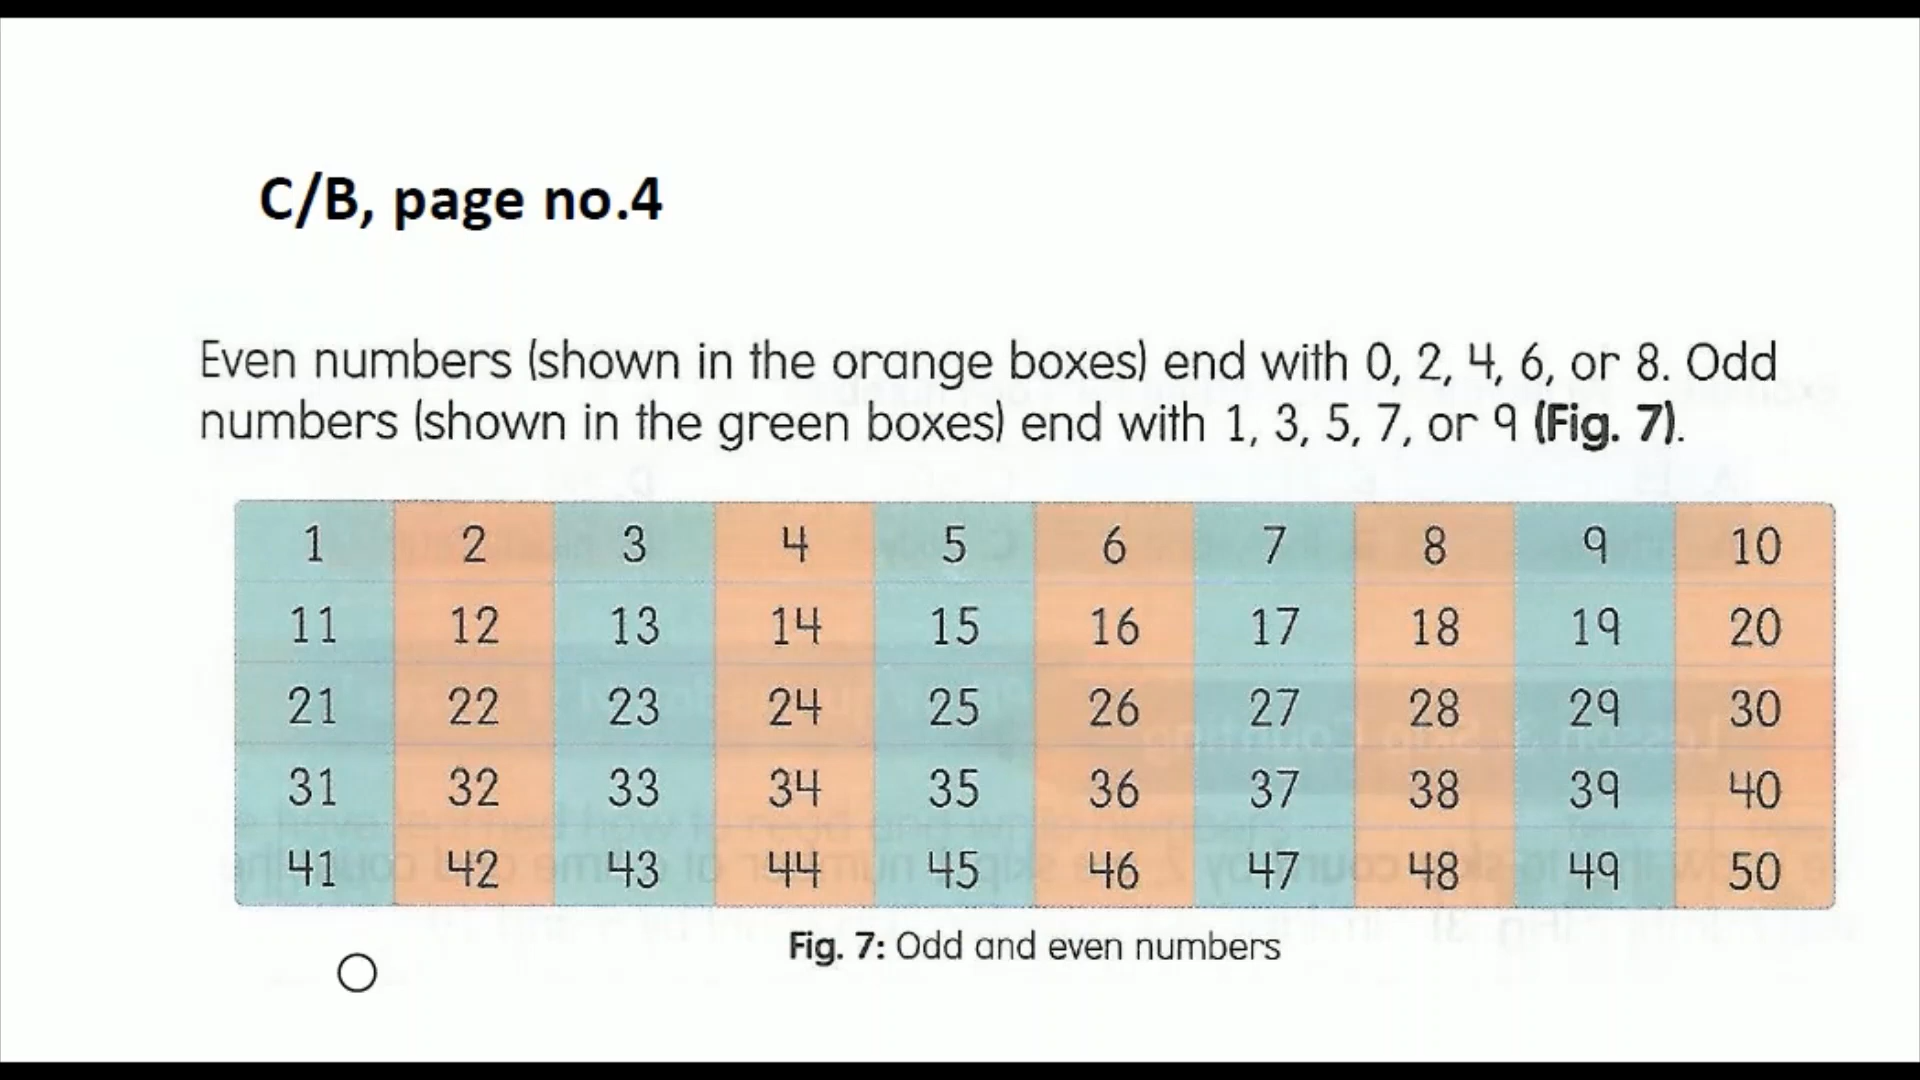 C/B, page no.4
Even numbers (shown in the orange boxes) end with 0, 2, 4, 6, or 8. Odd
numbers (shown in the green boxes) end with 1, 3, 5, 7, or 9 (Fig. 7).
1 2 3 4 5 6 7 8 9 10
11 12 13 14 15 16 17 18 19 20
21 22 23 24 25 26 27 28 29 30
31 32 33 34 35 36 37 38 39 40
41 42 43 44 45 46 47 48 49 50
Fig. 7: Odd and even numbers